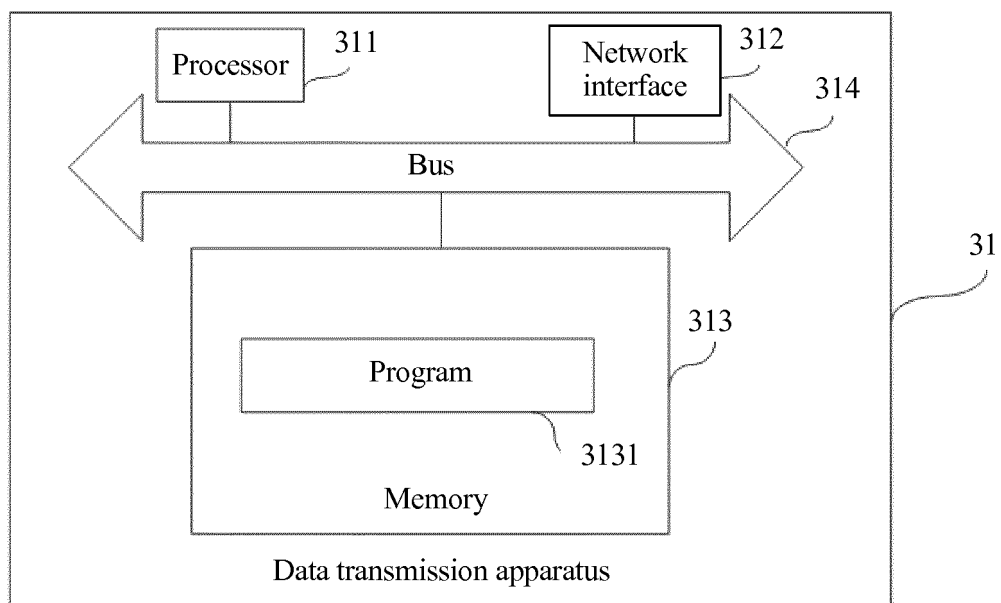 Processor
311
Network
interface
312
314
Bus
31
313
Program
3131
Memory
Data transmission apparatus